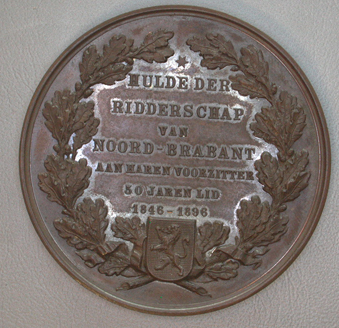 HULDE DER
RIDDERSCHAP
VAN
NOORD-BRABANT
AAN HAREN VOORZITTER
50 JAREN LID
1846-1896